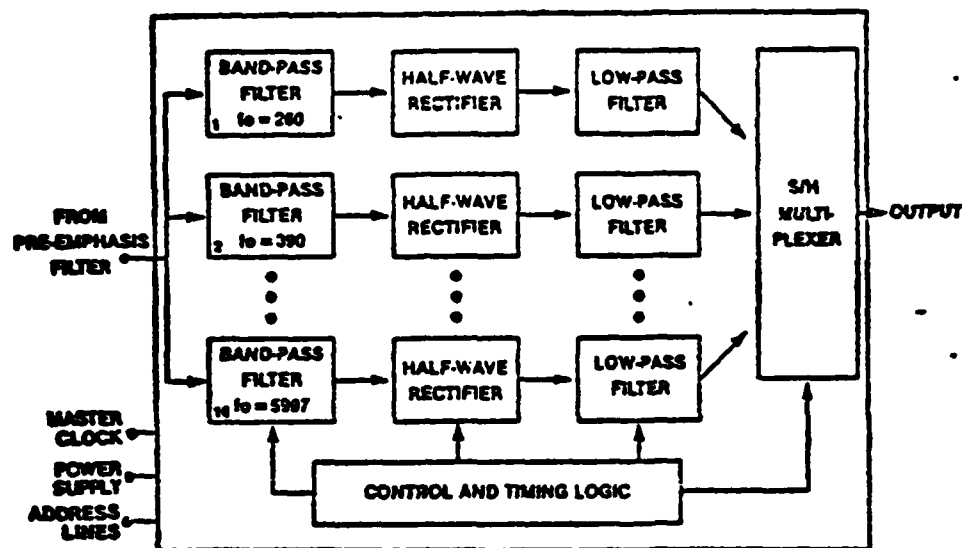 BAND-PASS
FILTER
1 fo = 260
HALF-WAVE
RECTIFIER
LOW-PASS
FILTER
BAND-PASS
FILTER
2 fo = 390
HALF-WAVE
RECTIFIER
LOW-PASS
FILTER
S/H
MULTI-
PLEXER
OUTPUT
FROM
PRE-EMPHASIS
FILTER
BAND-PASS
FILTER
fo = 5997
HALF-WAVE
RECTIFIER
LOW-PASS
FILTER
MASTER
CLOCK
POWER
SUPPLY
ADDRESS
LINES
CONTROL AND TIMING LOGIC